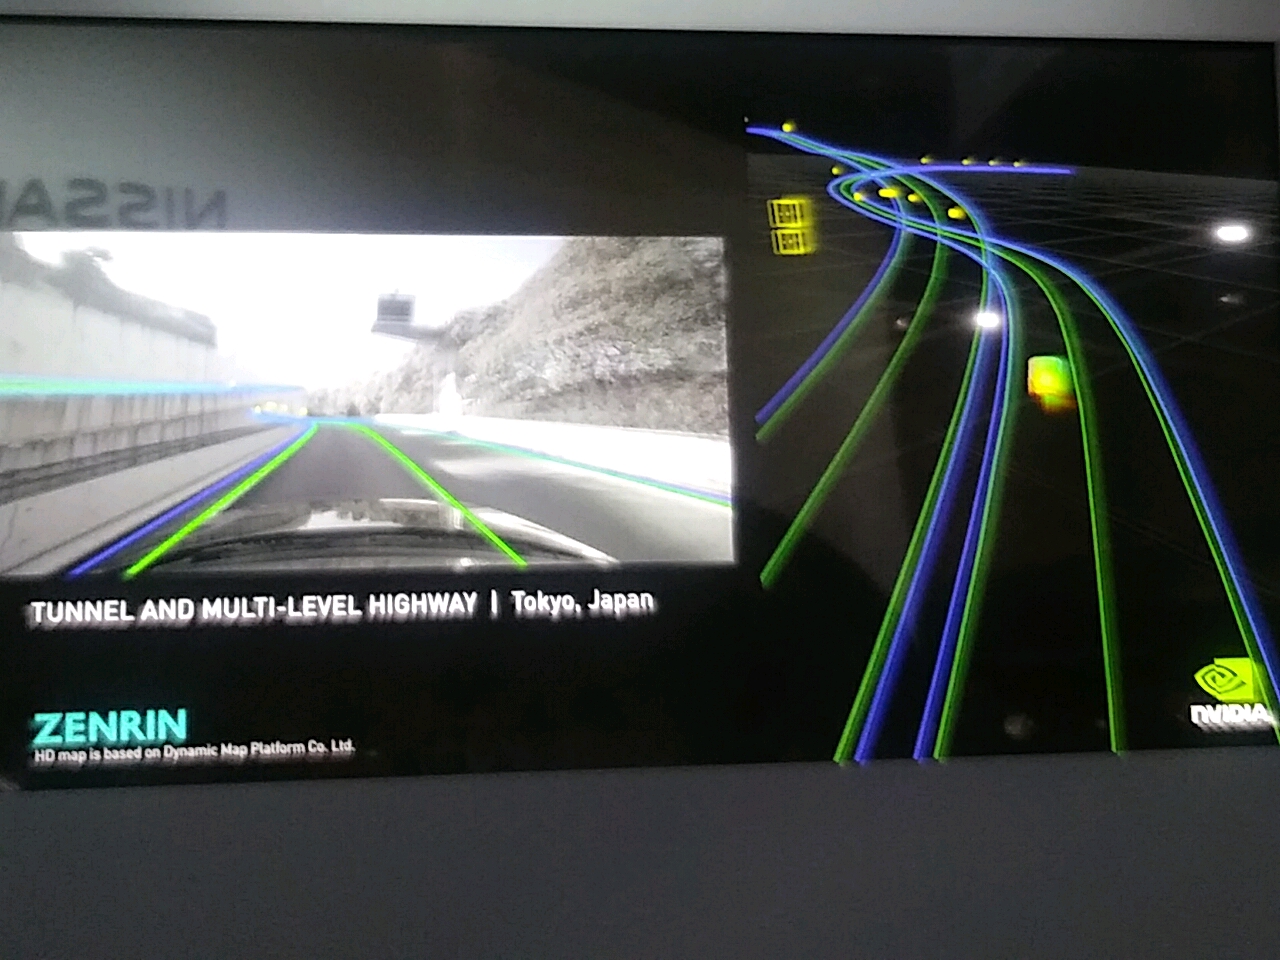 NISSAN
TUNNEL AND MULTI-LEVEL HIGHWAY | Tokyo, Japan
ZENRIN
HD map is based on Dynamic Map Platform Co. Ltd.
NVIDIA